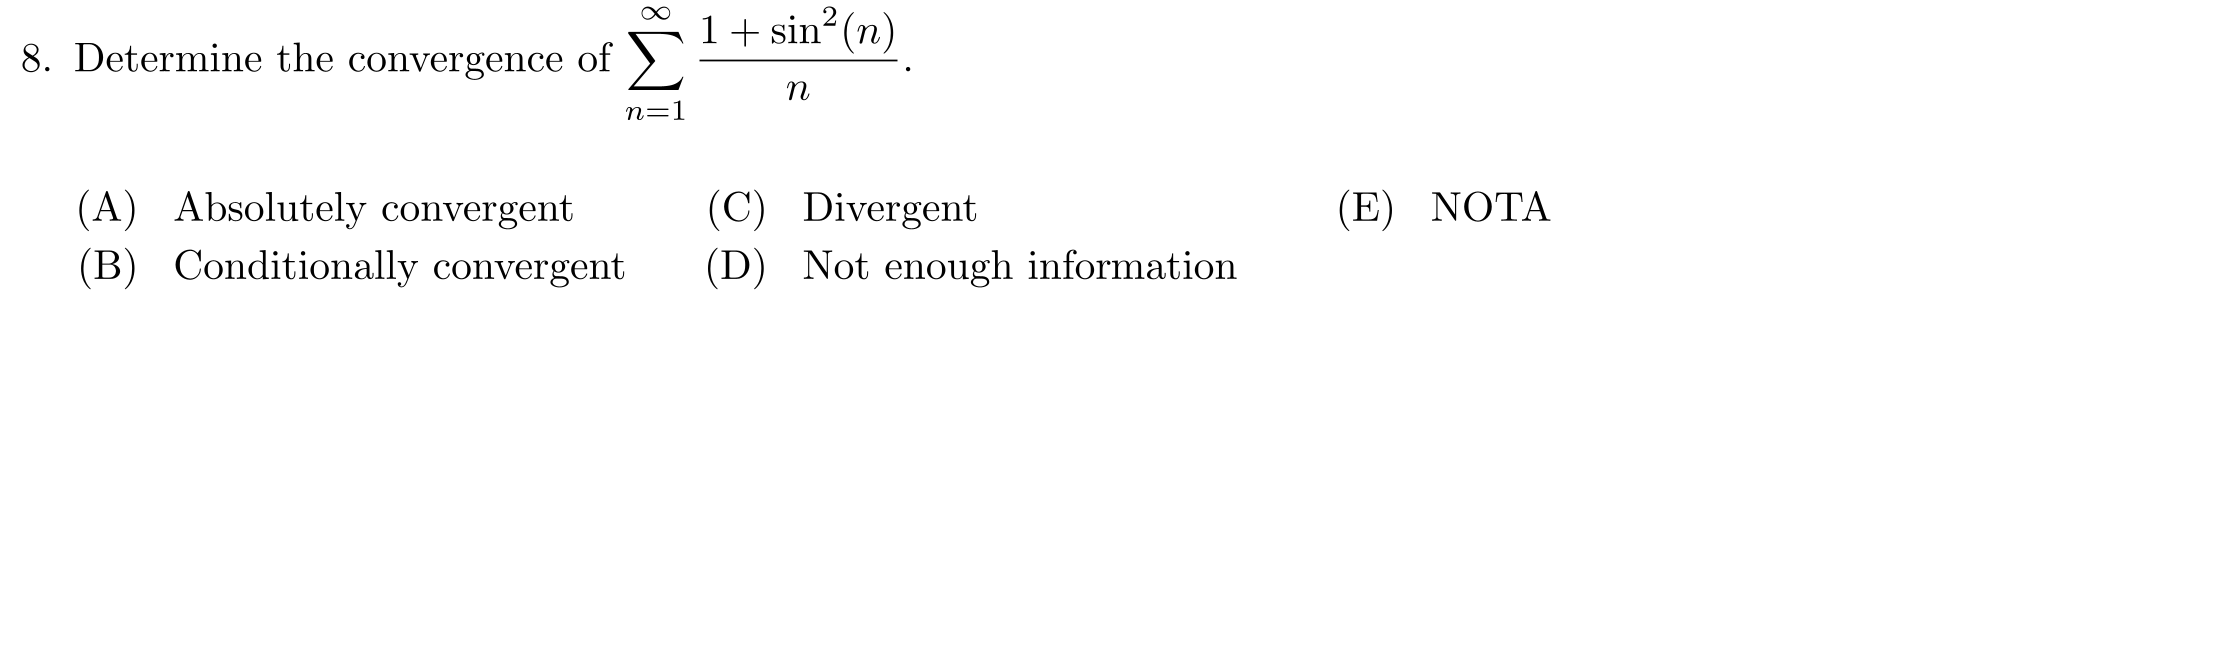 8. Determine the convergence of $\sum_{n=1}^{\infty} \frac{1 + \sin^2(n)}{n}$.
(A) Absolutely convergent (C) Divergent (E) NOTA
(B) Conditionally convergent (D) Not enough information